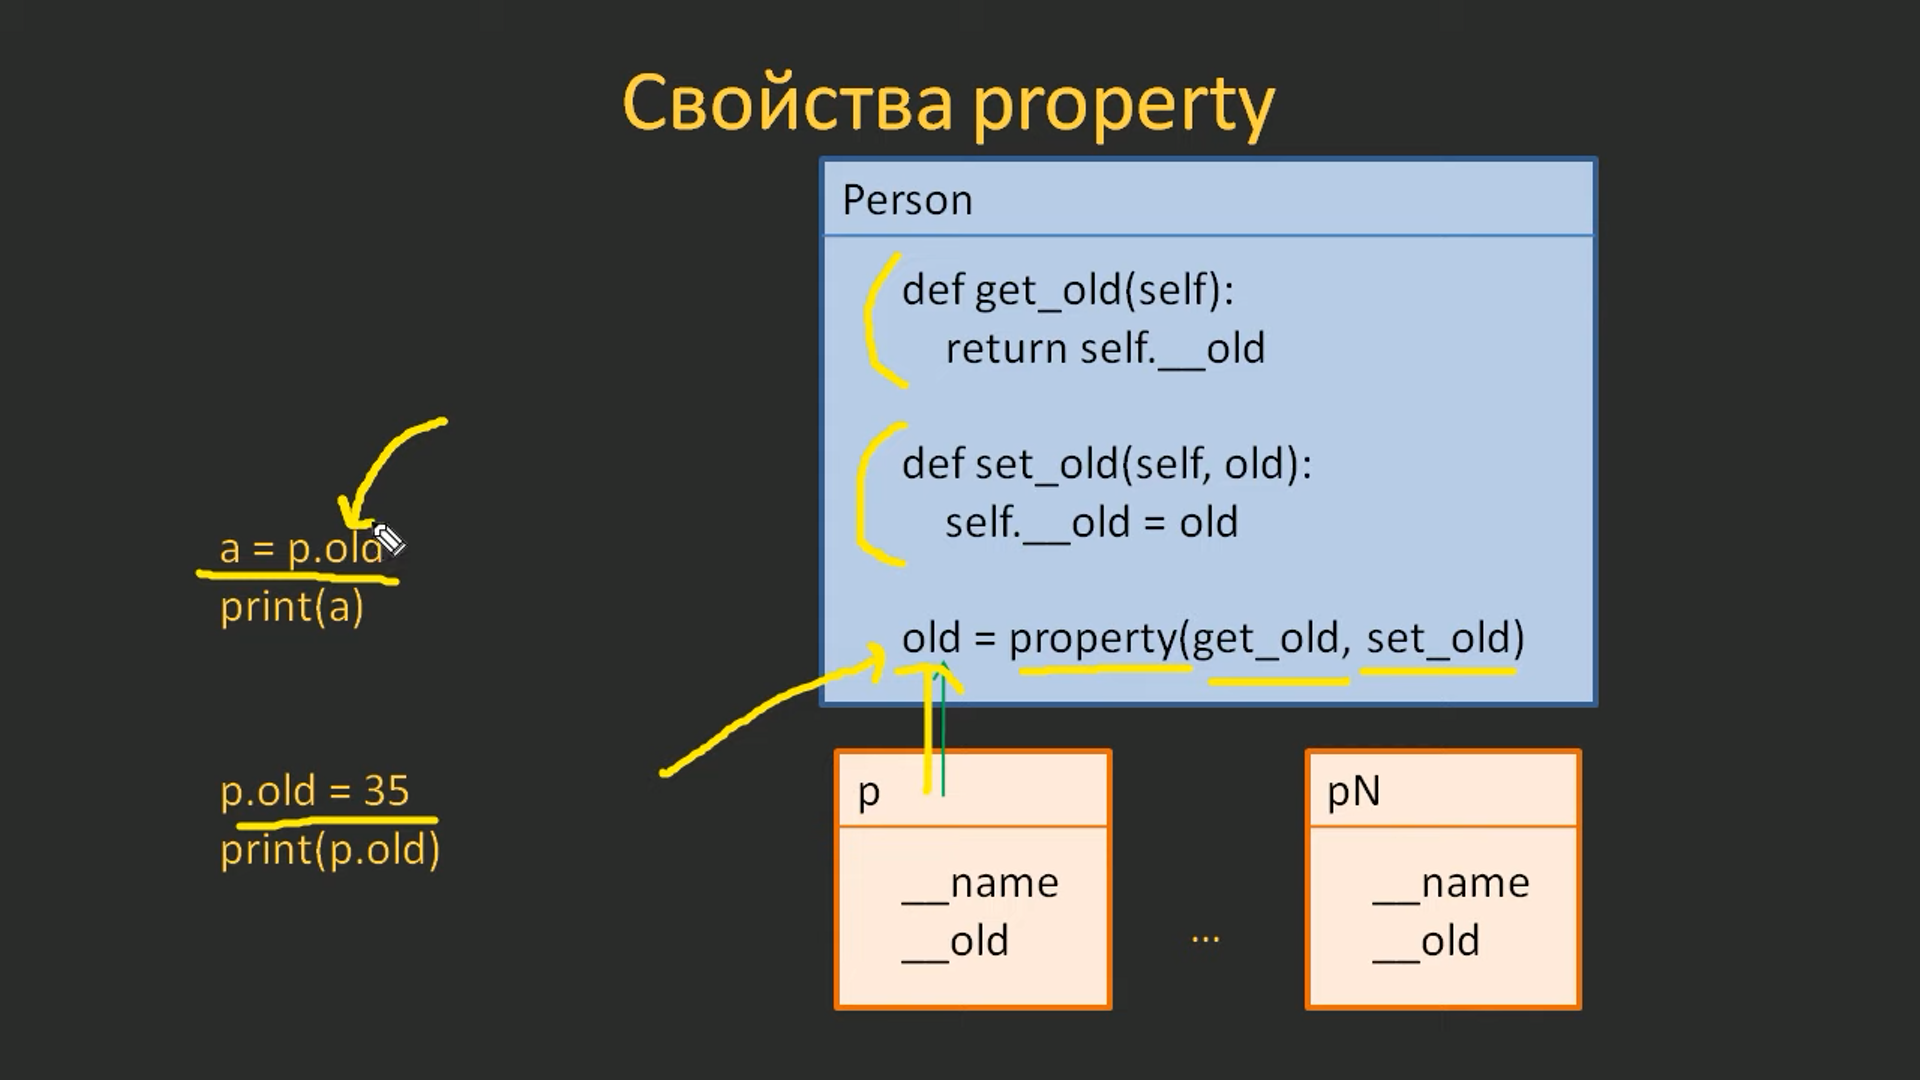 Свойства property
Person
def get_old(self):
return self.__old
def set_old(self, old):
self.__old = old
old = property(get_old, set_old)
a = p.old
print(a)
p.old = 35
print(p.old)
p
__name
__old
...
pN
__name
__old